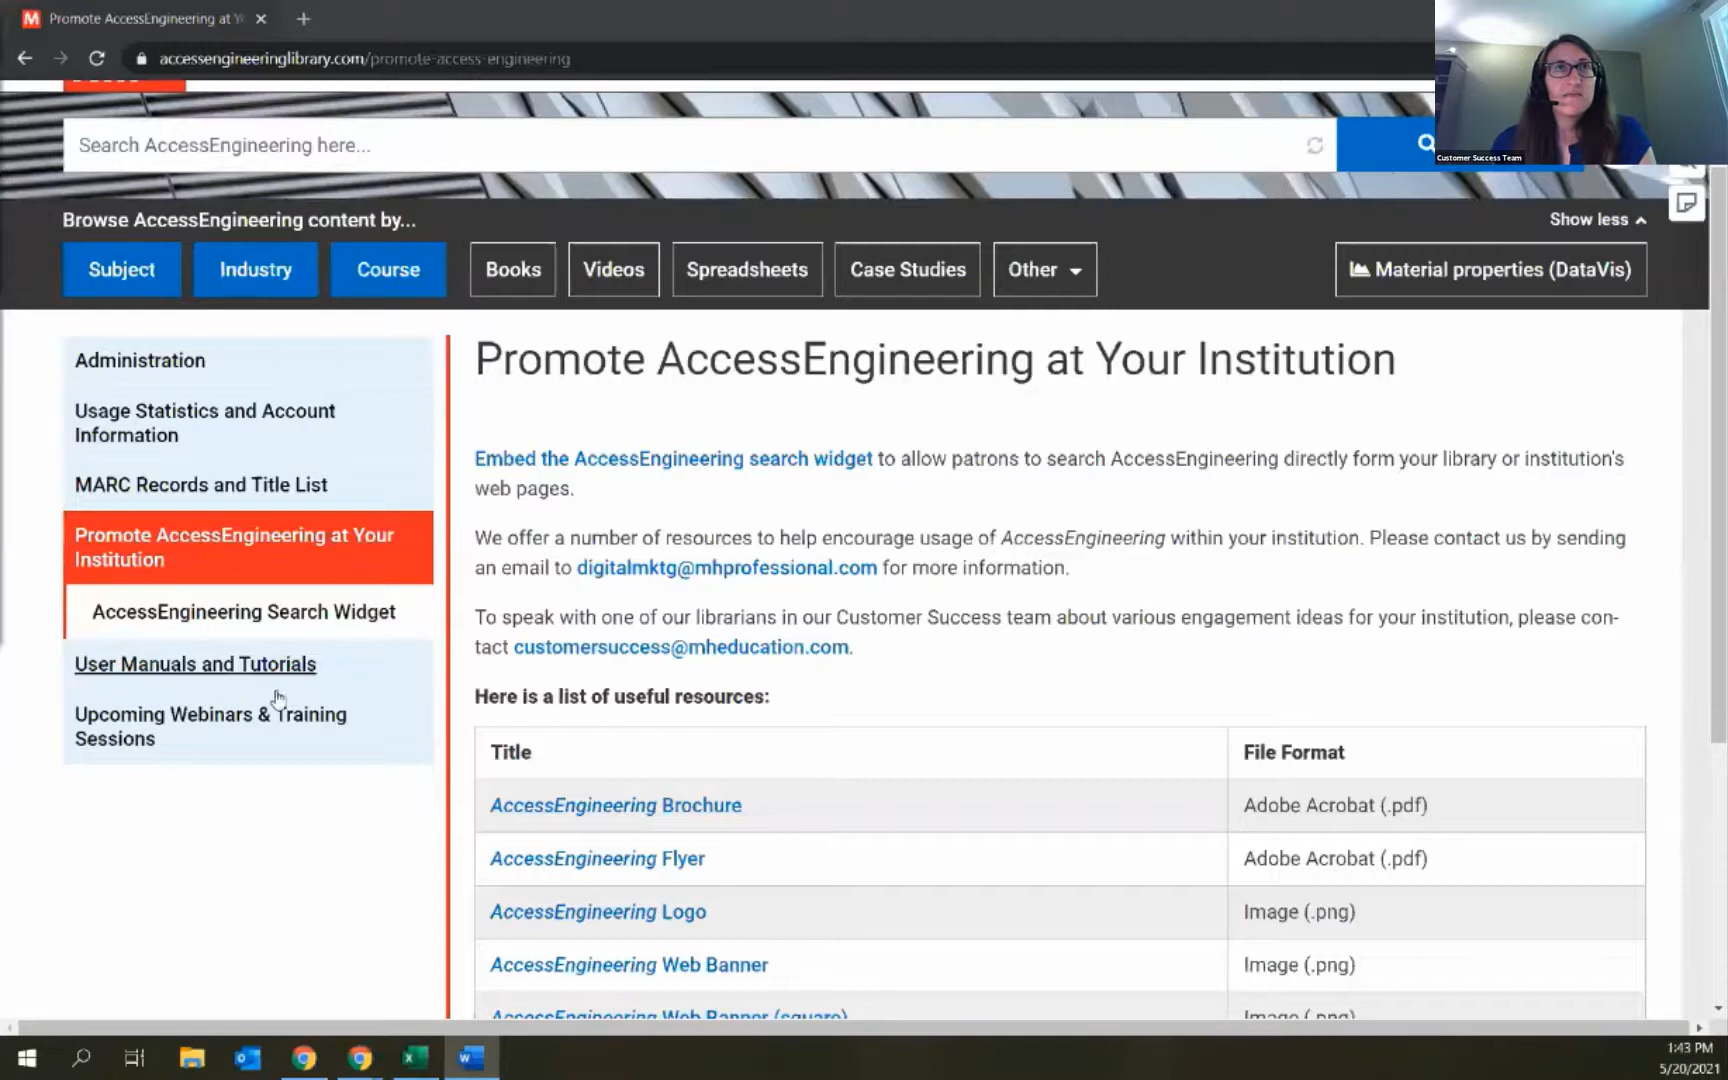 Promote AccessEngineering at Y
accessengineeringlibrary.com/promote-access-engineering
Customer Success Team
Search AccessEngineering here...
Browse AccessEngineering content by...
Show less
Subject
Industry
Course
Books
Videos
Spreadsheets
Case Studies
Other
Material properties (DataVis)
Administration
Usage Statistics and Account
Information
MARC Records and Title List
Promote AccessEngineering at Your
Institution
AccessEngineering Search Widget
User Manuals and Tutorials
Upcoming Webinars & Training
Sessions
Promote AccessEngineering at Your Institution
Embed the AccessEngineering search widget to allow patrons to search AccessEngineering directly form your library or institution's
web pages.
We offer a number of resources to help encourage usage of AccessEngineering within your institution. Please contact us by sending
an email to digitalmktg@mhprofessional.com for more information.
To speak with one of our librarians in our Customer Success team about various engagement ideas for your institution, please con-
tact customersuccess@mheducation.com.
Here is a list of useful resources:
Title File Format
AccessEngineering Brochure Adobe Acrobat (.pdf)
AccessEngineering Flyer Adobe Acrobat (.pdf)
AccessEngineering Logo Image (.png)
AccessEngineering Web Banner Image (.png)
AccessEngineering Web Banner (square) Image (.png)
1:43 PM
5/20/2021